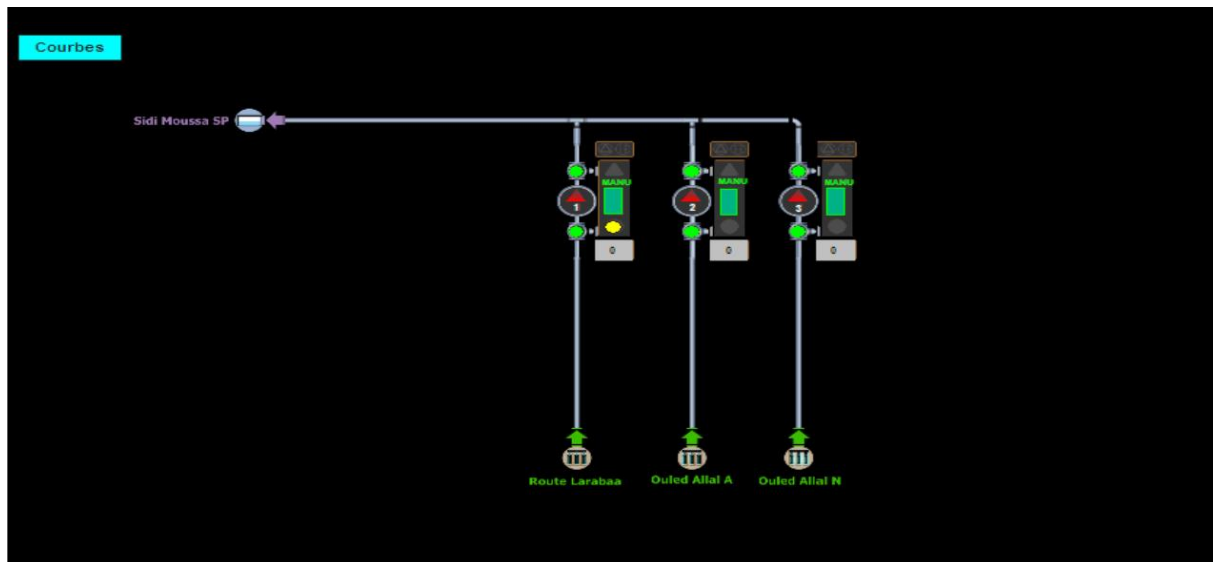 Courbes
Sidi Moussa SP
MANU
MANU
MANU
1
2
3
0
0
0
Route Larabaa
Ouled Allal A
Ouled Allal N